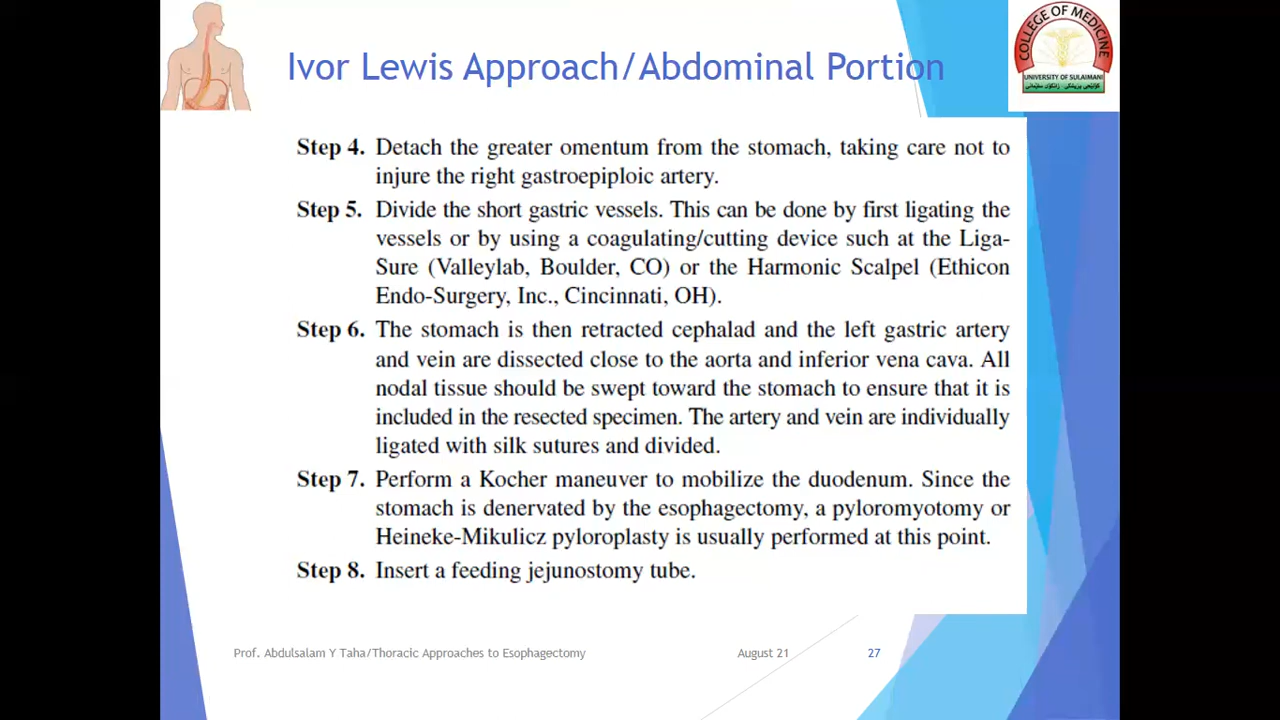 Ivor Lewis Approach/Abdominal Portion
COLLEGE OF MEDICINE
UNIVERSITY OF SULAIMANI
كۆلێجی پزیشکی زانکۆی سلێمانی
Step 4. Detach the greater omentum from the stomach, taking care not to
injure the right gastroepiploic artery.
Step 5. Divide the short gastric vessels. This can be done by first ligating the
vessels or by using a coagulating/cutting device such at the Liga-
Sure (Valleylab, Boulder, CO) or the Harmonic Scalpel (Ethicon
Endo-Surgery, Inc., Cincinnati, OH).
Step 6. The stomach is then retracted cephalad and the left gastric artery
and vein are dissected close to the aorta and inferior vena cava. All
nodal tissue should be swept toward the stomach to ensure that it is
included in the resected specimen. The artery and vein are individually
ligated with silk sutures and divided.
Step 7. Perform a Kocher maneuver to mobilize the duodenum. Since the
stomach is denervated by the esophagectomy, a pyloromyotomy or
Heineke-Mikulicz pyloroplasty is usually performed at this point.
Step 8. Insert a feeding jejunostomy tube.
Prof. Abdulsalam Y Taha/Thoracic Approaches to Esophagectomy
August 21
27